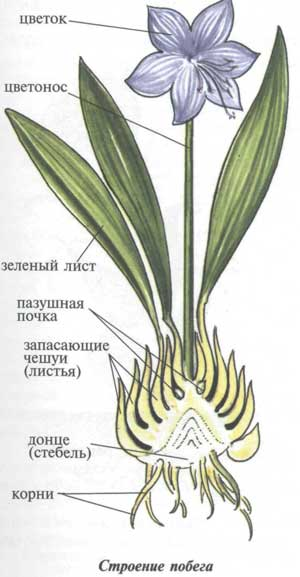 цветок
цветонос
зеленый лист
пазушная
почка
запасающие
чешуи
(листья)
донце
(стебель)
корни
Строение побега